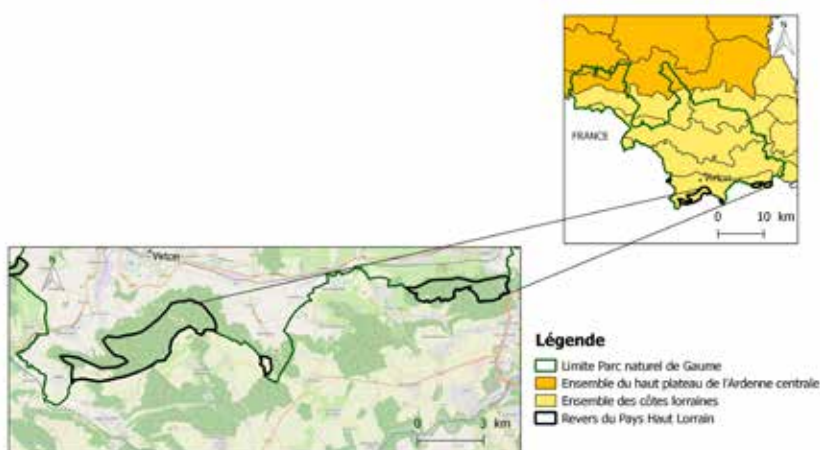 N
FRANCE
Virton
0 10 km
N
Virton
0 3 km
Légende
Limite Parc naturel de Gaume
Ensemble du haut plateau de l'Ardenne centrale
Ensemble des côtes lorraines
Revers du Pays Haut Lorrain